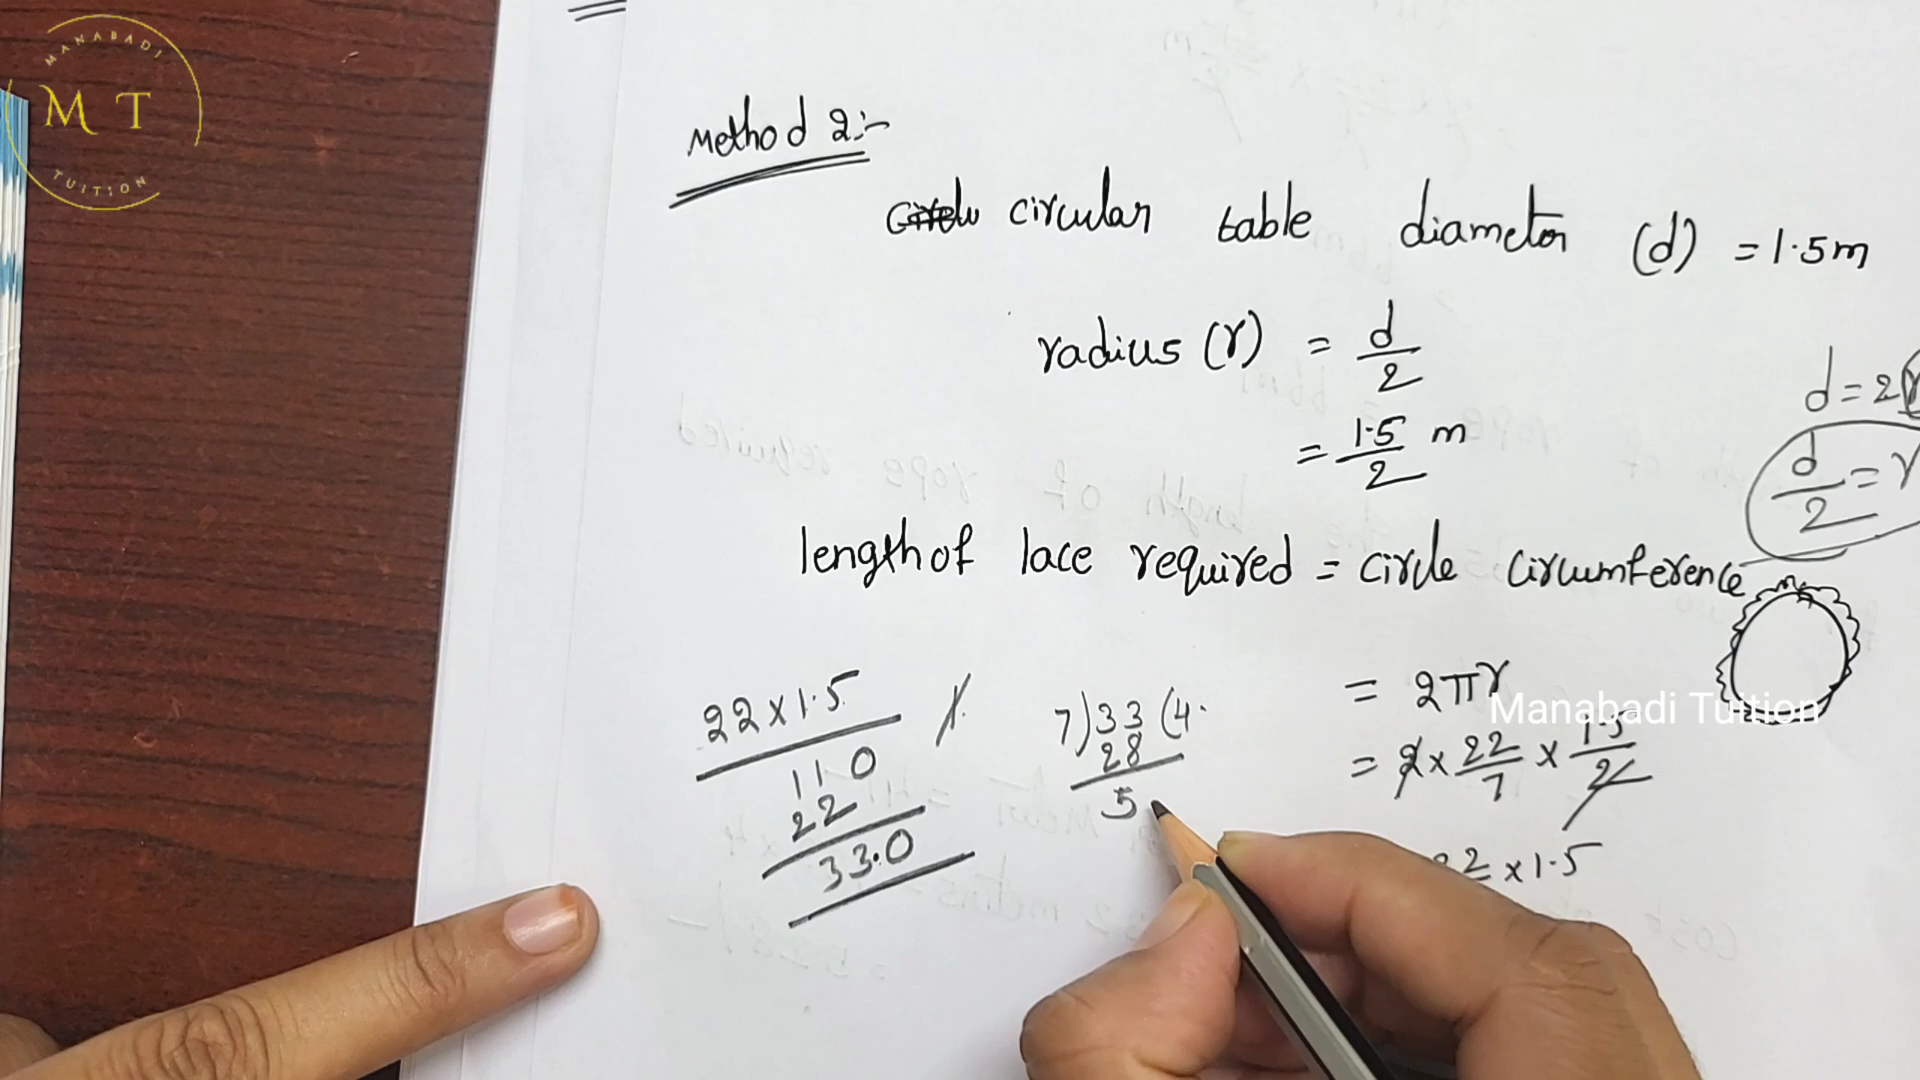 MANABADI
M T
TUITION
Method 2:-
circular table diameter (d) = 1.5m
radius (r) = d/2
= 1.5/2 m
d = 2r
d/2 = r
length of lace required = circle circumference
= 2πr
Manabadi Tuition
= 2 × 22/7 × 1.5/2
22 × 1.5
22 × 1.5
110
22
33.0
7)33(4.
28
5